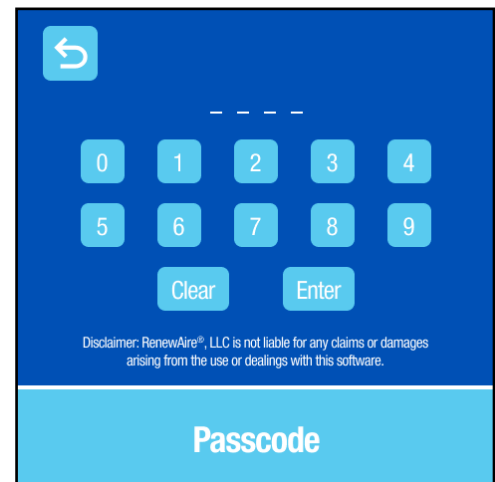 _ _ _ _
0 1 2 3 4
5 6 7 8 9
Clear Enter
Disclaimer: RenewAire®, LLC is not liable for any claims or damages
arising from the use or dealings with this software.
Passcode